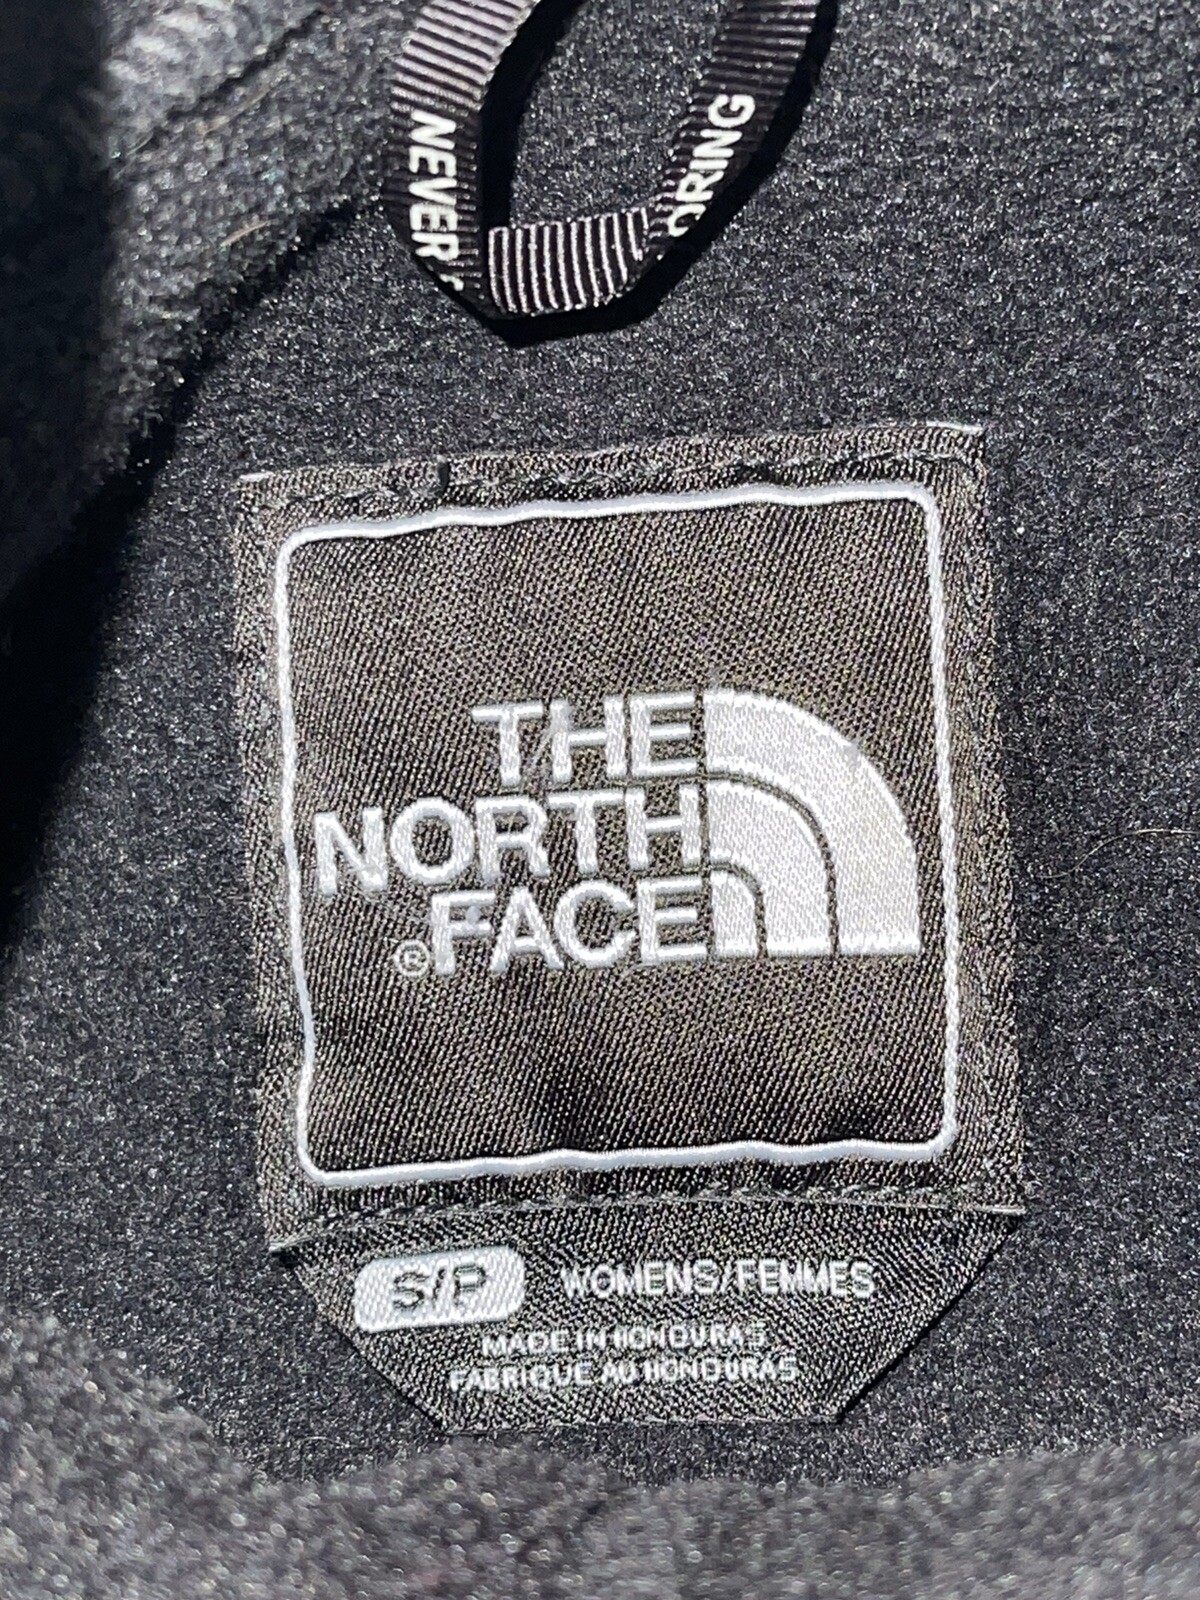 NEVER
ORING
THE
NORTH
®FACE
S/P WOMENS/FEMMES
MADE IN HONDURAS
FABRIQUE AU HONDURAS